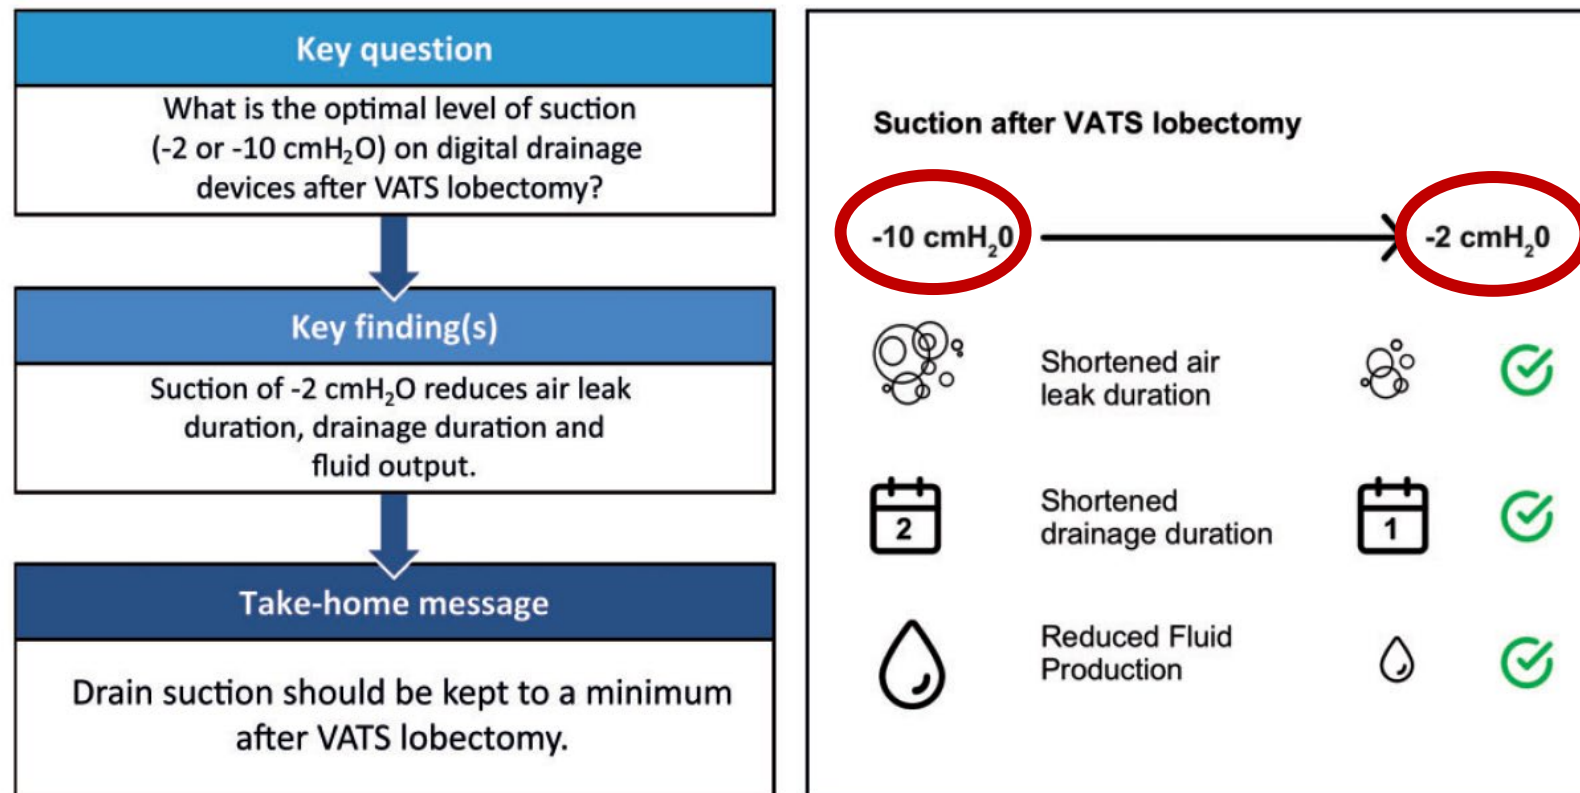 Key question
What is the optimal level of suction
(-2 or -10 cmH₂O) on digital drainage
devices after VATS lobectomy?
Key finding(s)
Suction of -2 cmH₂O reduces air leak
duration, drainage duration and
fluid output.
Take-home message
Drain suction should be kept to a minimum
after VATS lobectomy.
Suction after VATS lobectomy
-10 cmH₂0
-2 cmH₂0
Shortened air
leak duration
2
Shortened
drainage duration
1
Reduced Fluid
Production